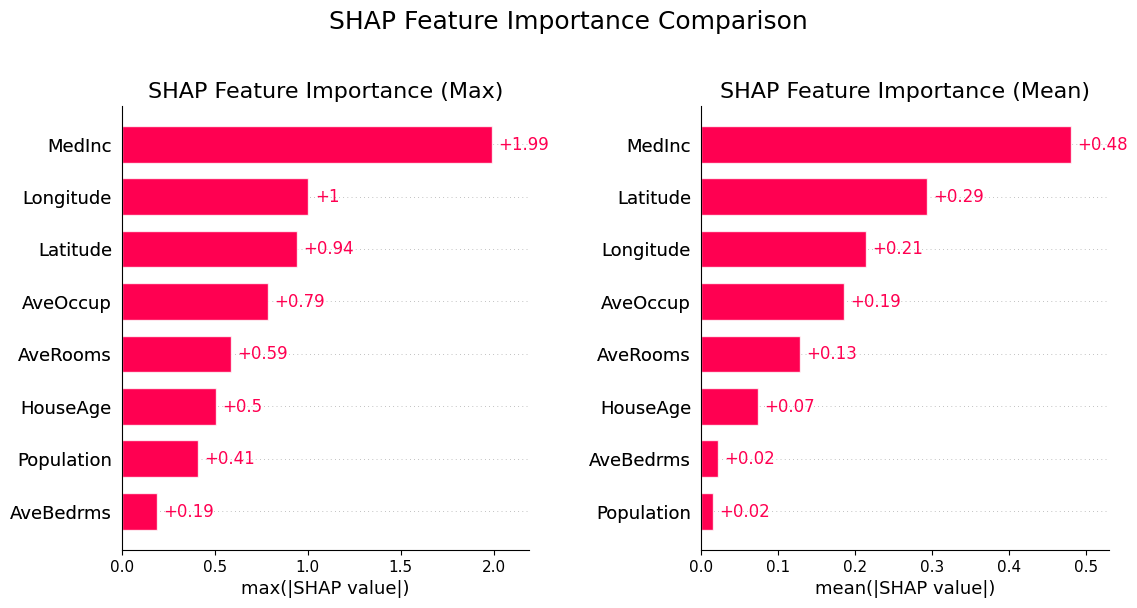 SHAP Feature Importance Comparison
SHAP Feature Importance (Max)
MedInc +1.99
Longitude +1
Latitude +0.94
AveOccup +0.79
AveRooms +0.59
HouseAge +0.5
Population +0.41
AveBedrms +0.19
0.0 0.5 1.0 1.5 2.0
max(|SHAP value|)
SHAP Feature Importance (Mean)
MedInc +0.48
Latitude +0.29
Longitude +0.21
AveOccup +0.19
AveRooms +0.13
HouseAge +0.07
AveBedrms +0.02
Population +0.02
0.0 0.1 0.2 0.3 0.4 0.5
mean(|SHAP value|)